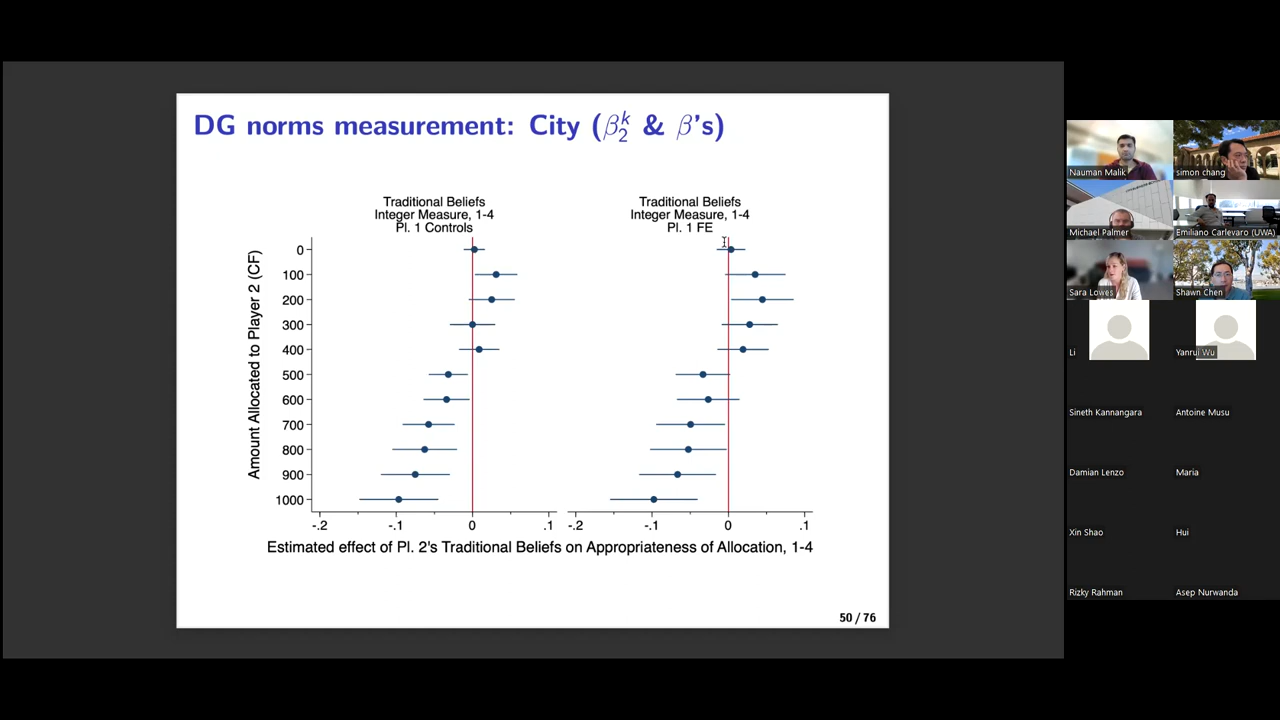 DG norms measurement: City (β₂ᵏ & β's)
Traditional Beliefs
Integer Measure, 1-4
Pl. 1 Controls
Traditional Beliefs
Integer Measure, 1-4
Pl. 1 FE
Amount Allocated to Player 2 (CF)
0
100
200
300
400
500
600
700
800
900
1000
-.2 -.1 0 .1
-.2 -.1 0 .1
Estimated effect of Pl. 2's Traditional Beliefs on Appropriateness of Allocation, 1-4
50 / 76
Nauman Malik
simon chang
Michael Palmer
Emiliano Carlevaro (UWA)
Sara Lowes
Shawn Chen
Li
Yanrui Wu
Sineth Kannangara
Antoine Musu
Damian Lenzo
Maria
Xin Shao
Hui
Rizky Rahman
Asep Nurwanda